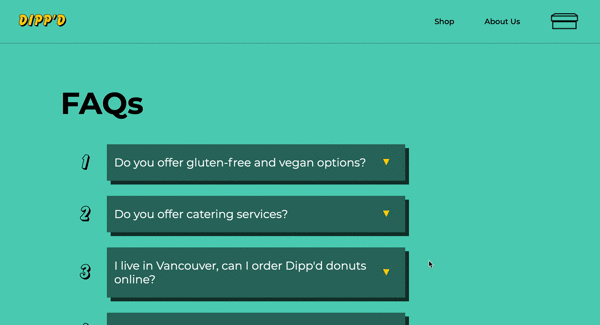 DIPP'D
Shop
About Us
FAQs
1
Do you offer gluten-free and vegan options?
2
Do you offer catering services?
3
I live in Vancouver, can I order Dipp'd donuts
online?